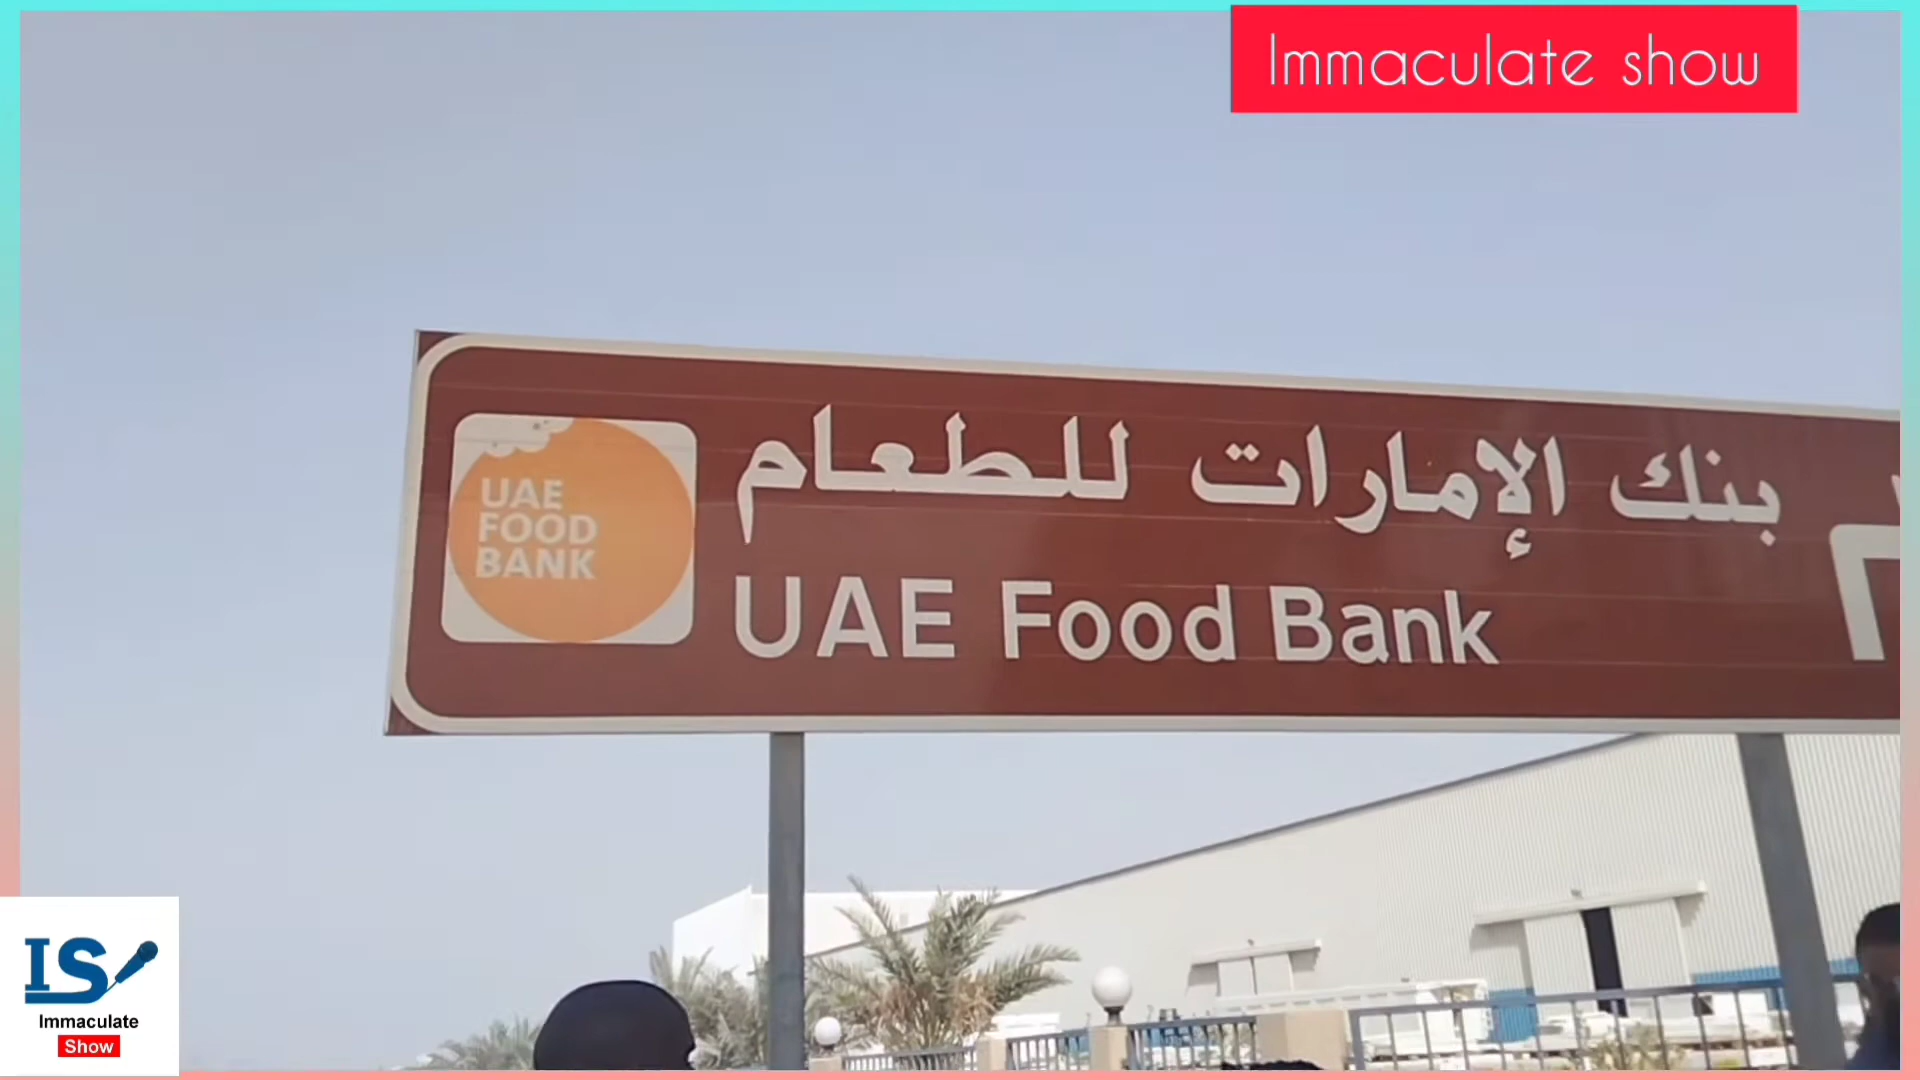 Immaculate show
بنك الإمارات للطعام
UAE Food Bank
UAE
FOOD
BANK
IS
Immaculate
Show